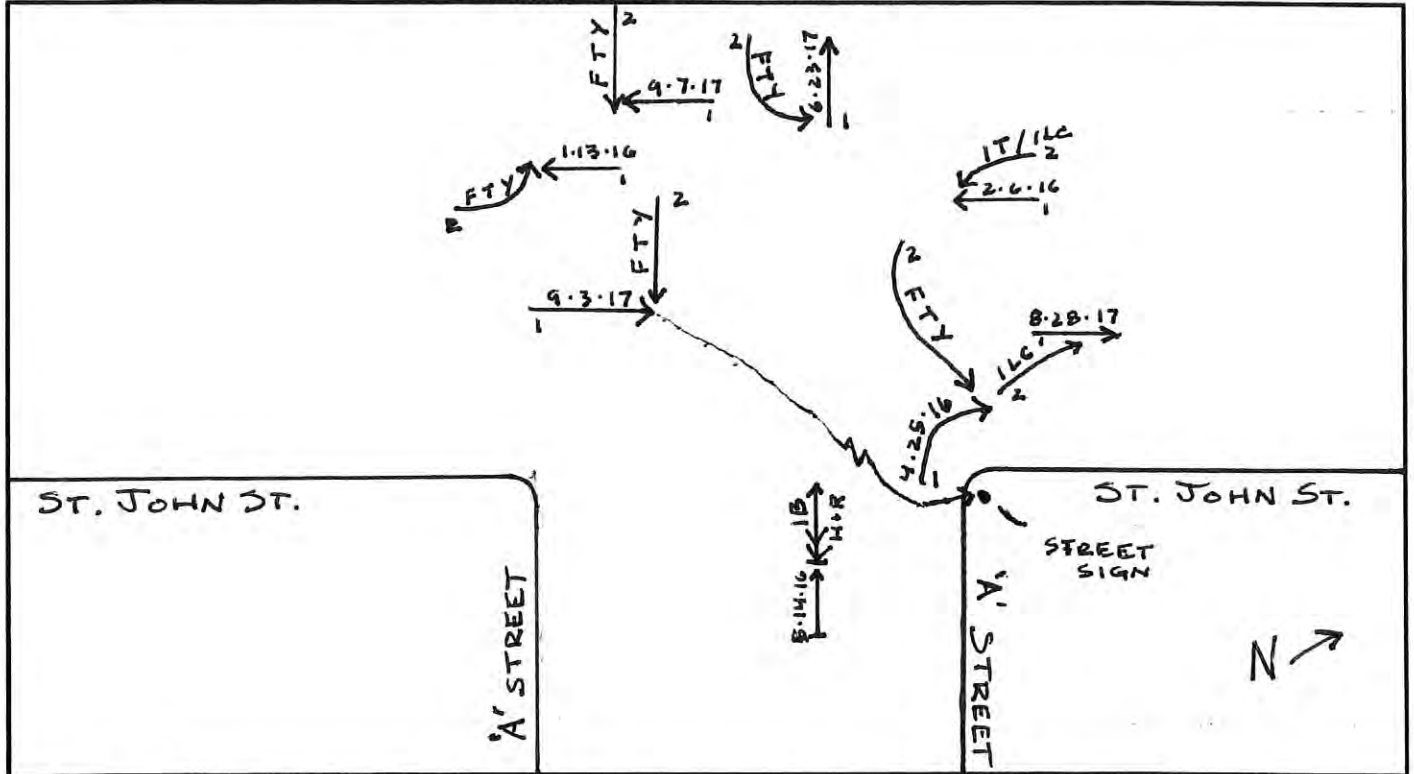 2
FTY
9.7.17
1
2
FTY
6.23.17
1
1.13.16
1
FTY
2
FTY
1T/1LC
2
2.6.16
1
9.3.17
1
2
FTY
8.28.17
1
1LC
2
4.25.16
1
ST. JOHN ST.
ST. JOHN ST.
STREET
SIGN
1B
H+R
5.14.16
'A' STREET
'A' STREET
N